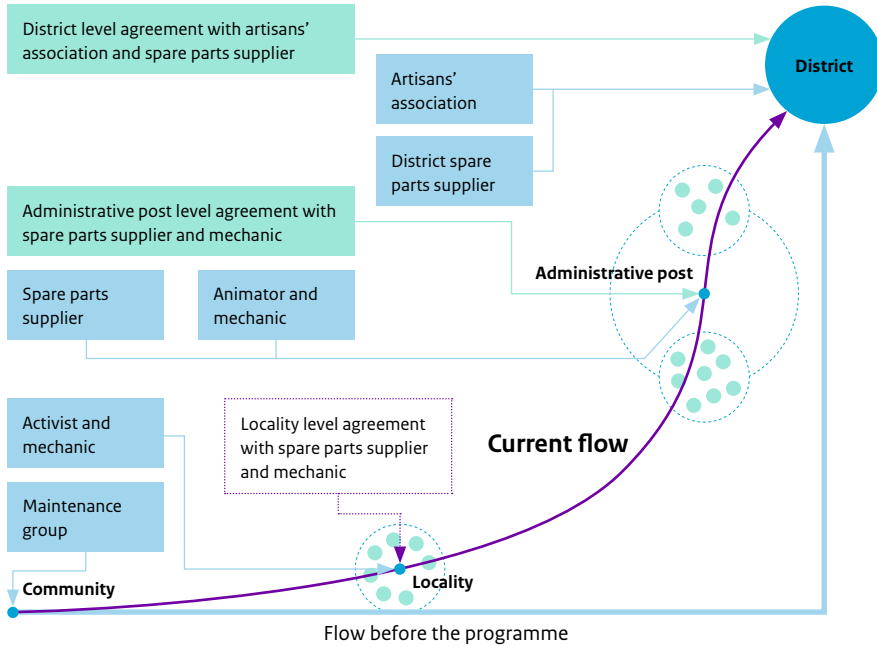 District level agreement with artisans’
association and spare parts supplier
District
Artisans’
association
District spare
parts supplier
Administrative post level agreement with
spare parts supplier and mechanic
Administrative post
Spare parts
supplier
Animator and
mechanic
Activist and
mechanic
Locality level agreement
with spare parts supplier
and mechanic
Current flow
Maintenance
group
Community
Locality
Flow before the programme